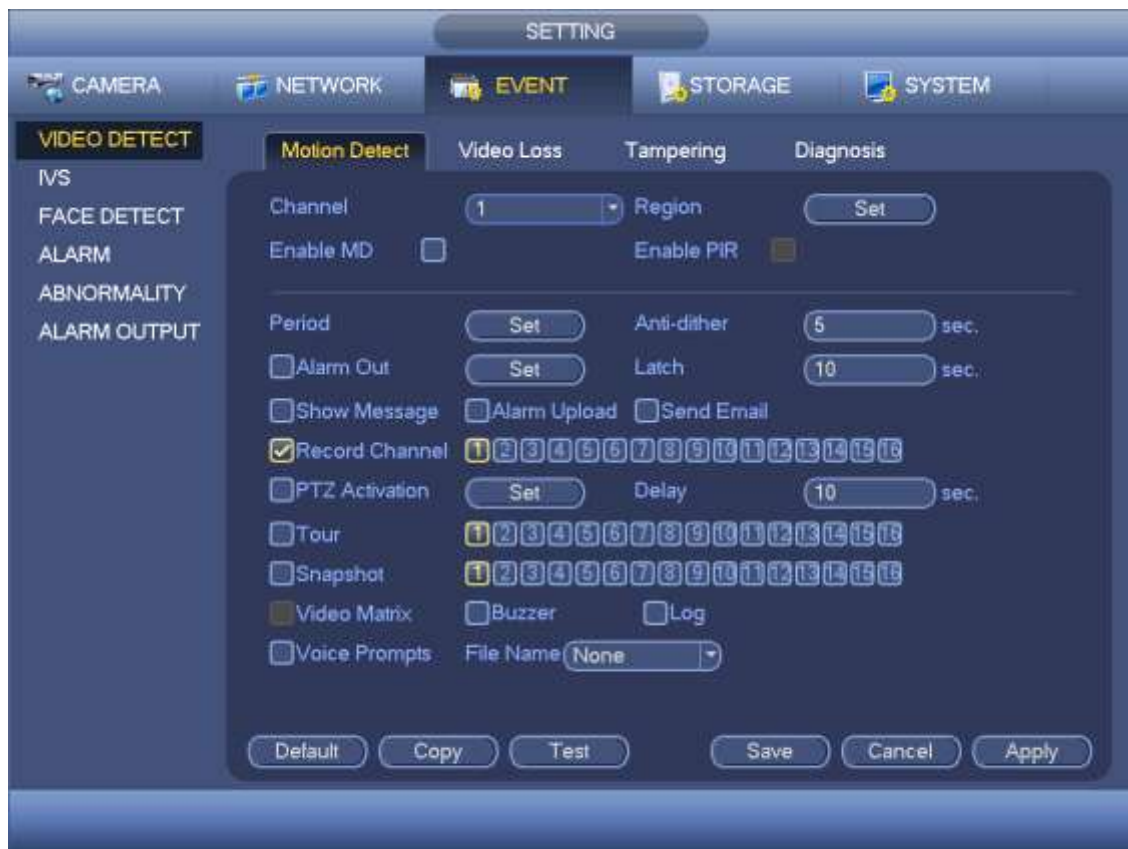 SETTING
CAMERA NETWORK EVENT STORAGE SYSTEM
VIDEO DETECT
IVS
FACE DETECT
ALARM
ABNORMALITY
ALARM OUTPUT
Motion Detect Video Loss Tampering Diagnosis
Channel 1 Region Set
Enable MD Enable PIR
Period Set Anti-dither 5 sec.
Alarm Out Set Latch 10 sec.
Show Message Alarm Upload Send Email
Record Channel 1 2 3 4 5 6 7 8 9 10 11 12 13 14 15 16
PTZ Activation Set Delay 10 sec.
Tour 1 2 3 4 5 6 7 8 9 10 11 12 13 14 15 16
Snapshot 1 2 3 4 5 6 7 8 9 10 11 12 13 14 15 16
Video Matrix Buzzer Log
Voice Prompts File Name None
Default Copy Test Save Cancel Apply